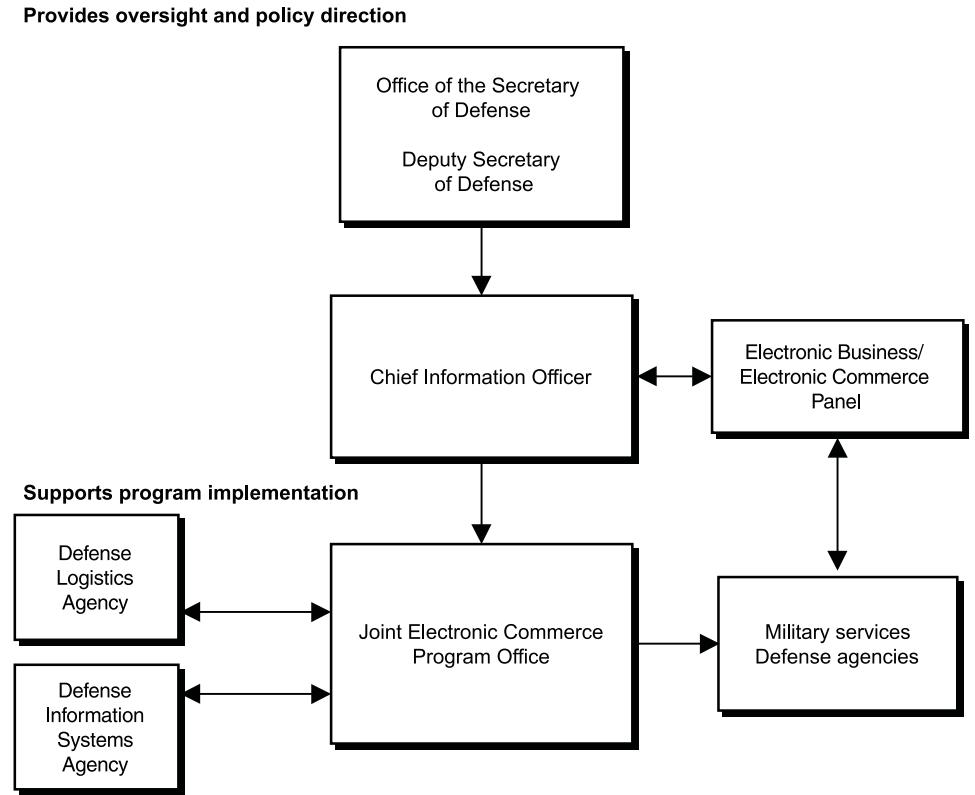 Provides oversight and policy direction
Office of the Secretary
of Defense
Deputy Secretary
of Defense
Chief Information Officer
Electronic Business/
Electronic Commerce
Panel
Supports program implementation
Defense
Logistics
Agency
Joint Electronic Commerce
Program Office
Military services
Defense agencies
Defense
Information
Systems
Agency